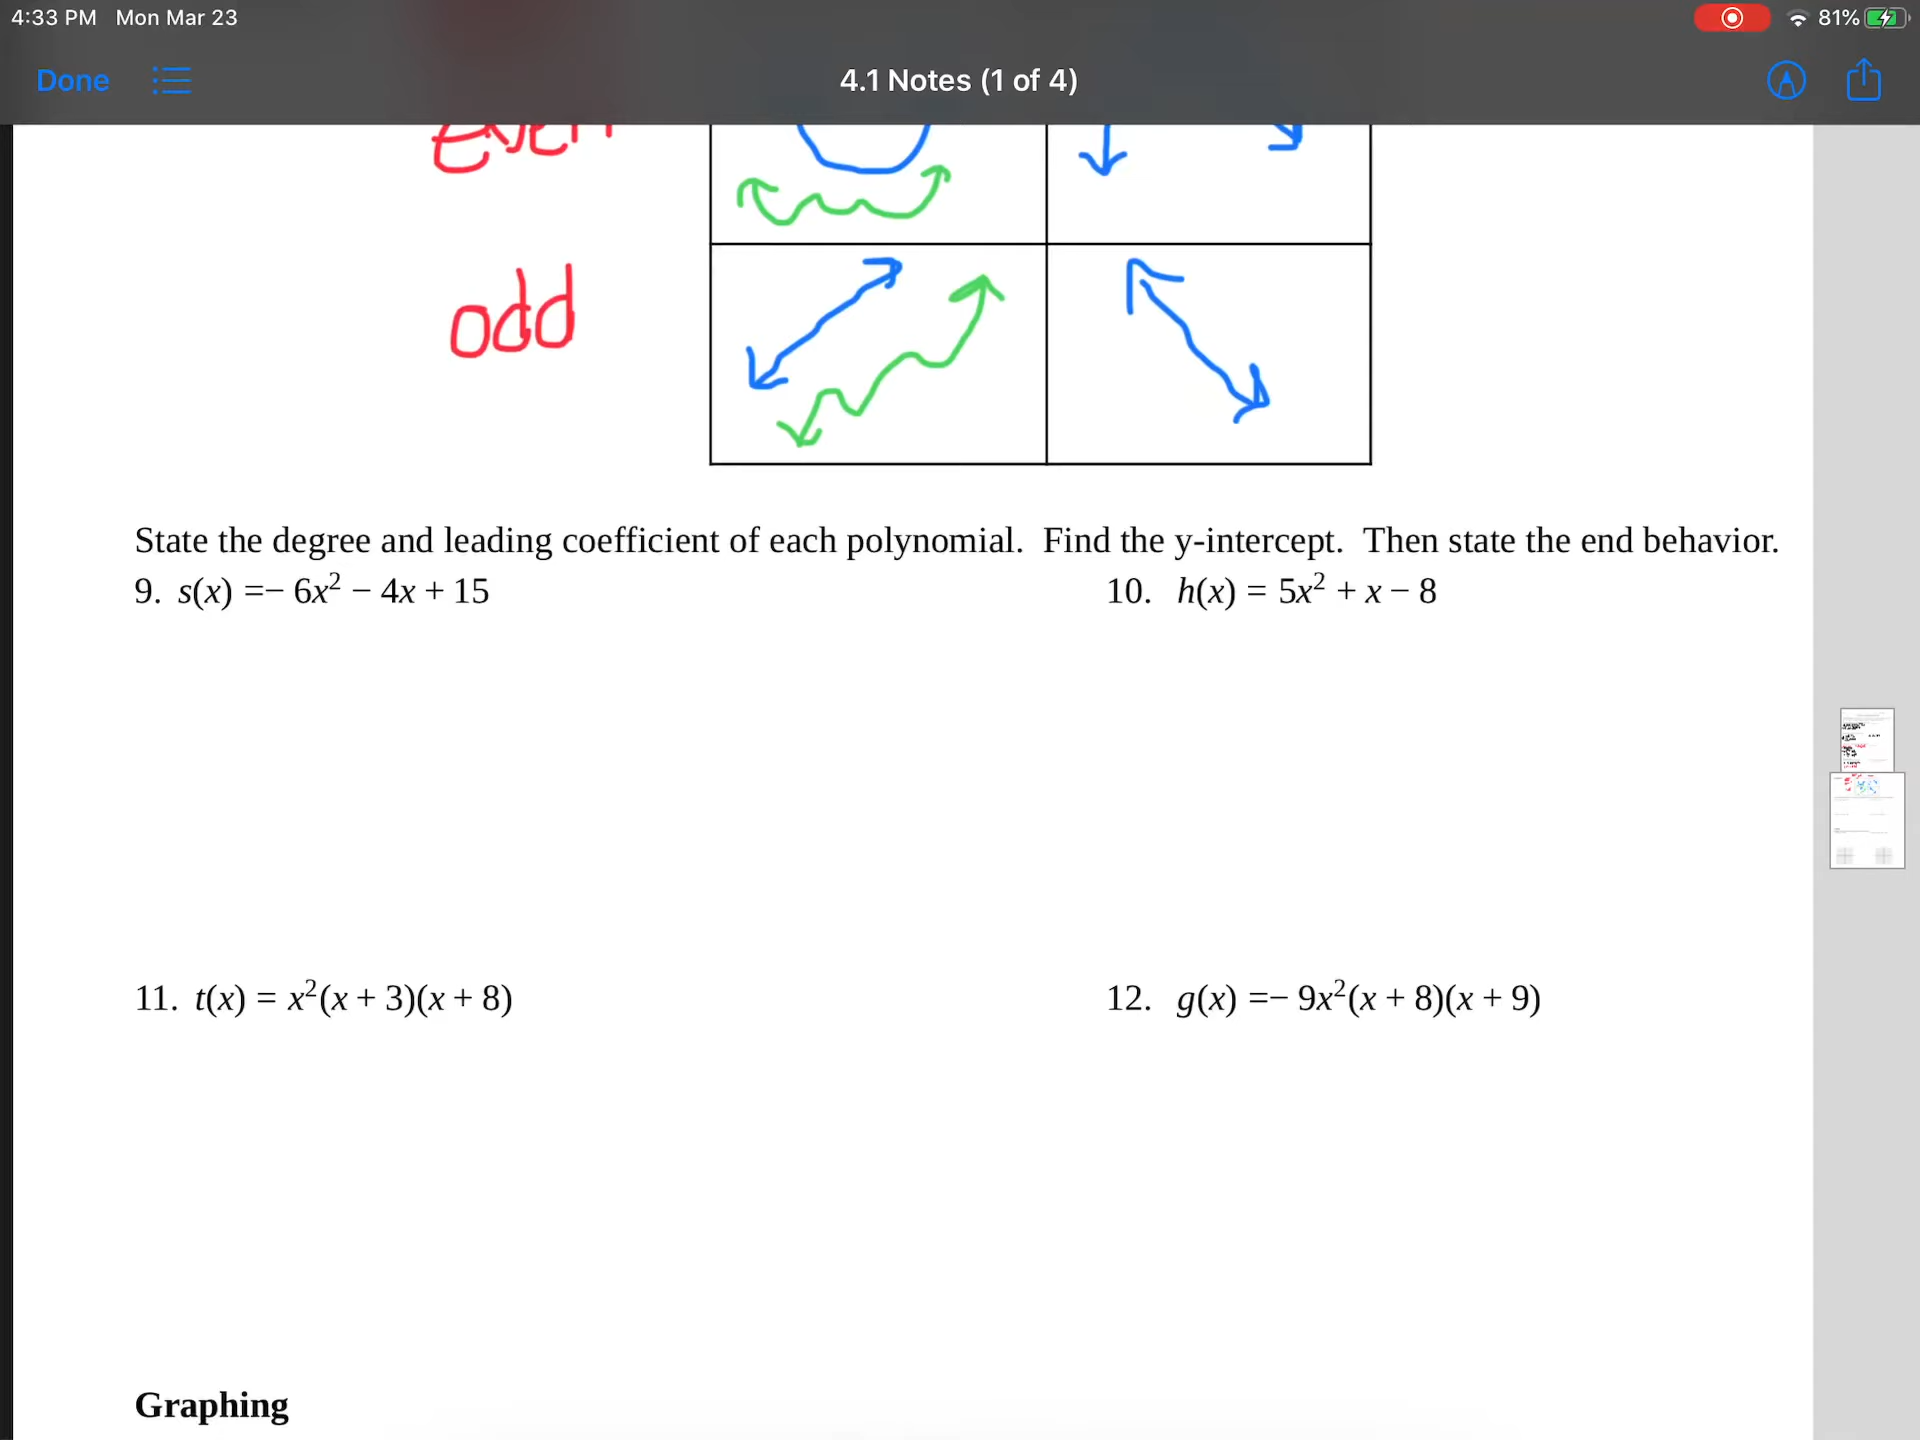 4:33 PM Mon Mar 23
81%
Done
4.1 Notes (1 of 4)
even
odd
State the degree and leading coefficient of each polynomial. Find the y-intercept. Then state the end behavior.
9. s(x) =− 6x² − 4x + 15
10. h(x) = 5x² + x − 8
11. t(x) = x²(x + 3)(x + 8)
12. g(x) =− 9x²(x + 8)(x + 9)
Graphing